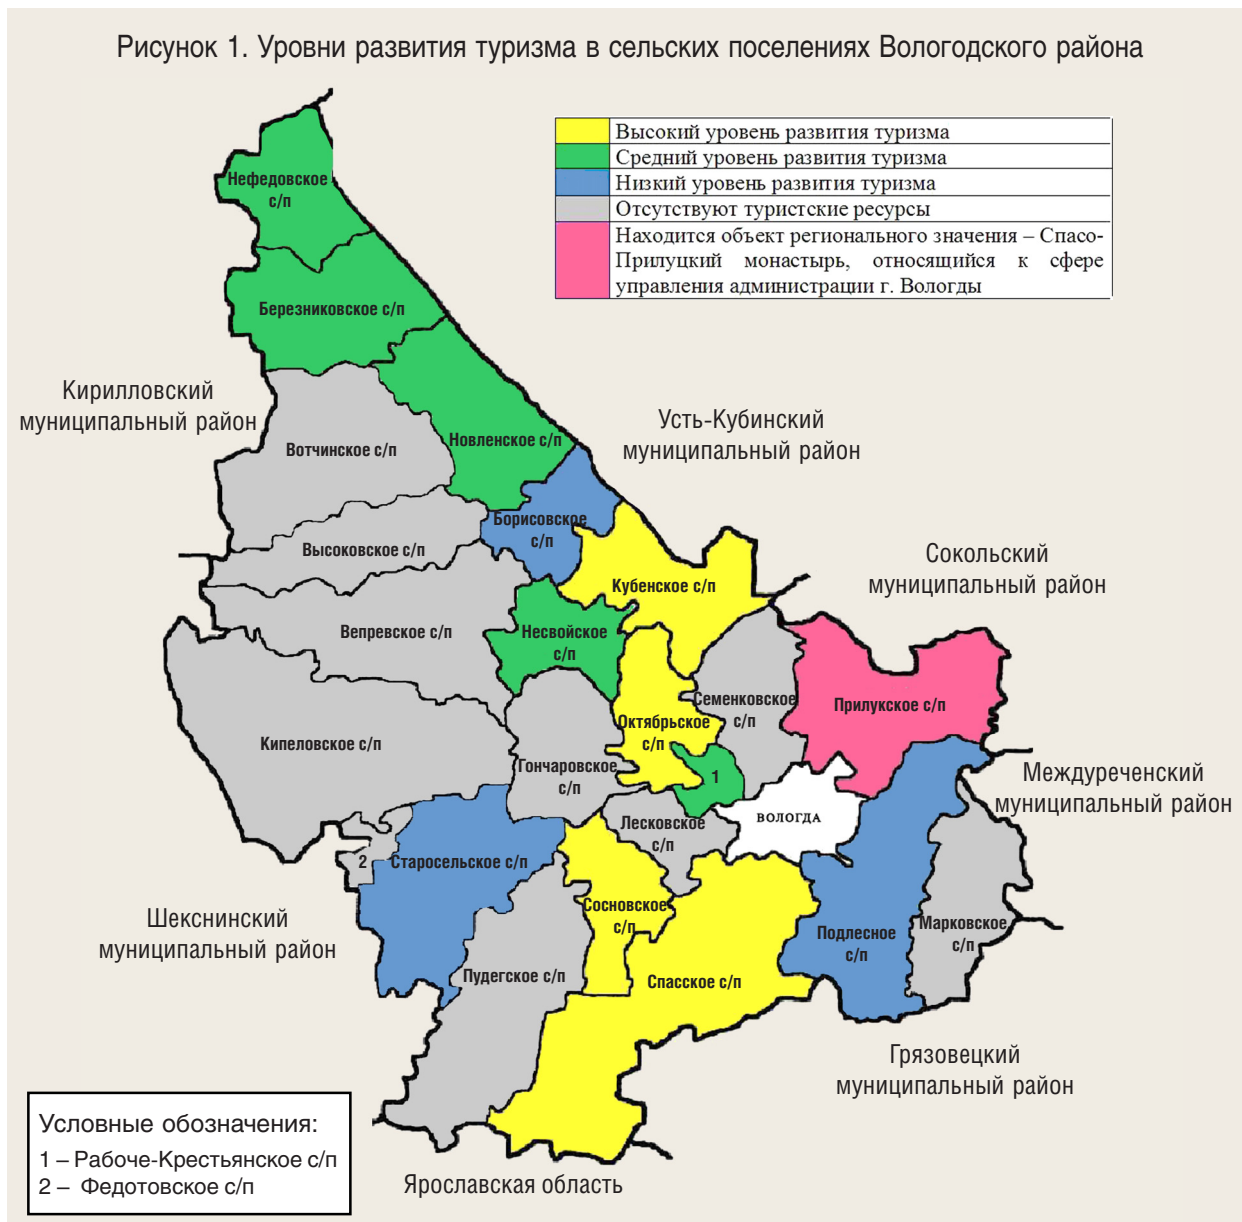 Рисунок 1. Уровни развития туризма в сельских поселениях Вологодского района
Высокий уровень развития туризма
Средний уровень развития туризма
Низкий уровень развития туризма
Отсутствуют туристские ресурсы
Находится объект регионального значения – Спасо-
Прилуцкий монастырь, относящийся к сфере
управления администрации г. Вологды
Нефедовское
с/п
Березниковское с/п
Кирилловский
муниципальный район
Усть-Кубинский
муниципальный район
Вотчинское с/п
Новленское с/п
Борисовское
с/п
Высоковское с/п
Сокольский
муниципальный район
Кубенское с/п
Вепревское с/п
Несвойское
с/п
Семенковское
с/п
Прилукское с/п
Октябрьское
с/п
Кипеловское с/п
Гончаровское
с/п
1
Междуреченский
муниципальный район
ВОЛОГДА
Лесковское
с/п
2
Старосельское с/п
Шекснинский
муниципальный район
Сосновское
с/п
Подлесное
с/п
Марковское
с/п
Пудегское с/п
Спасское с/п
Грязовецкий
муниципальный район
Условные обозначения:
1 – Рабоче-Крестьянское с/п
2 – Федотовское с/п
Ярославская область